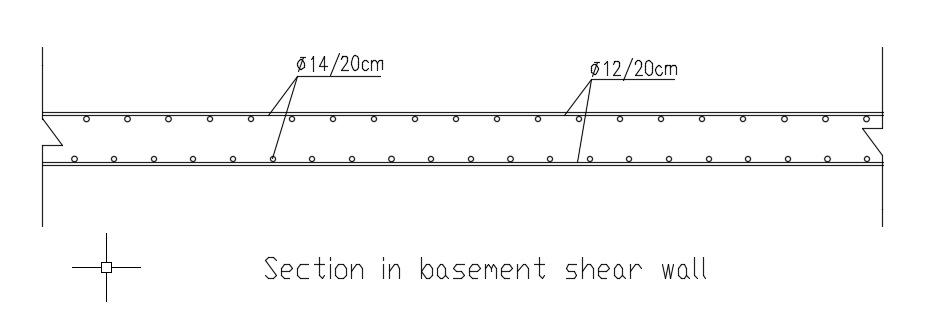 ø14/20cm
ø12/20cm
Section in basement shear wall